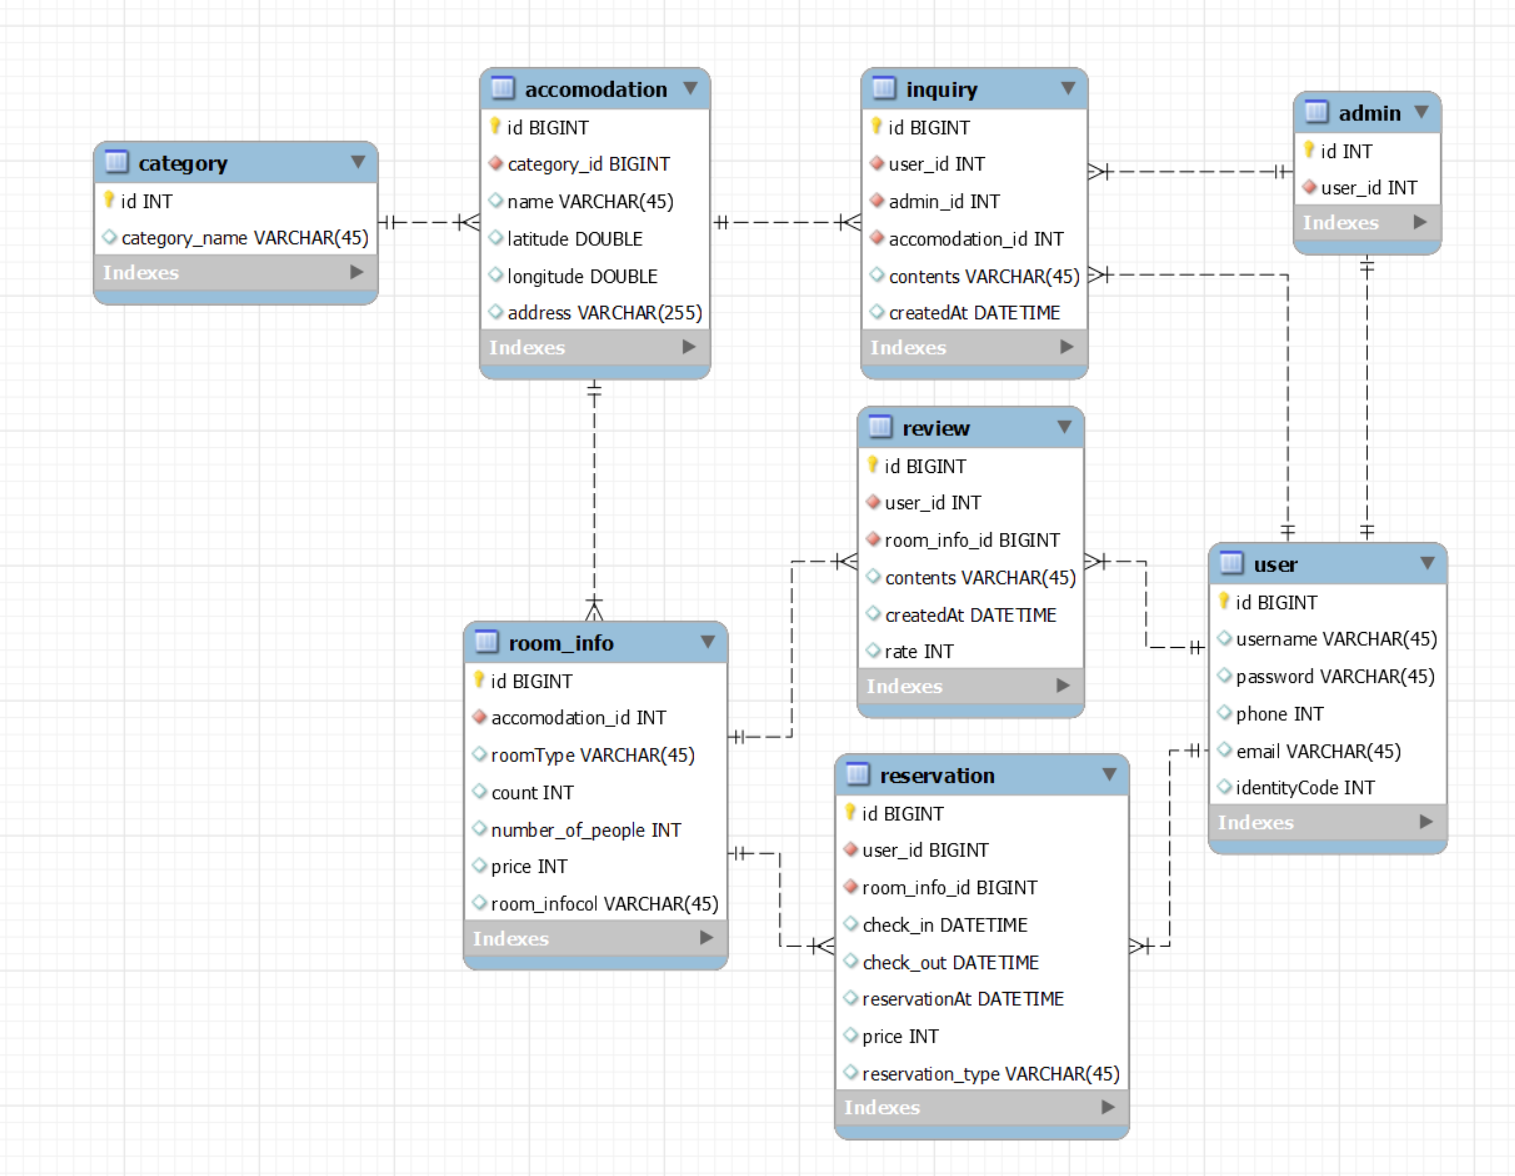 category
id INT
category_name VARCHAR(45)
Indexes
accomodation
id BIGINT
category_id BIGINT
name VARCHAR(45)
latitude DOUBLE
longitude DOUBLE
address VARCHAR(255)
Indexes
inquiry
id BIGINT
user_id INT
admin_id INT
accomodation_id INT
contents VARCHAR(45)
createdAt DATETIME
Indexes
admin
id INT
user_id INT
Indexes
review
id BIGINT
user_id INT
room_info_id BIGINT
contents VARCHAR(45)
createdAt DATETIME
rate INT
Indexes
user
id BIGINT
username VARCHAR(45)
password VARCHAR(45)
phone INT
email VARCHAR(45)
identityCode INT
Indexes
room_info
id BIGINT
accomodation_id INT
roomType VARCHAR(45)
count INT
number_of_people INT
price INT
room_infocol VARCHAR(45)
Indexes
reservation
id BIGINT
user_id BIGINT
room_info_id BIGINT
check_in DATETIME
check_out DATETIME
reservationAt DATETIME
price INT
reservation_type VARCHAR(45)
Indexes